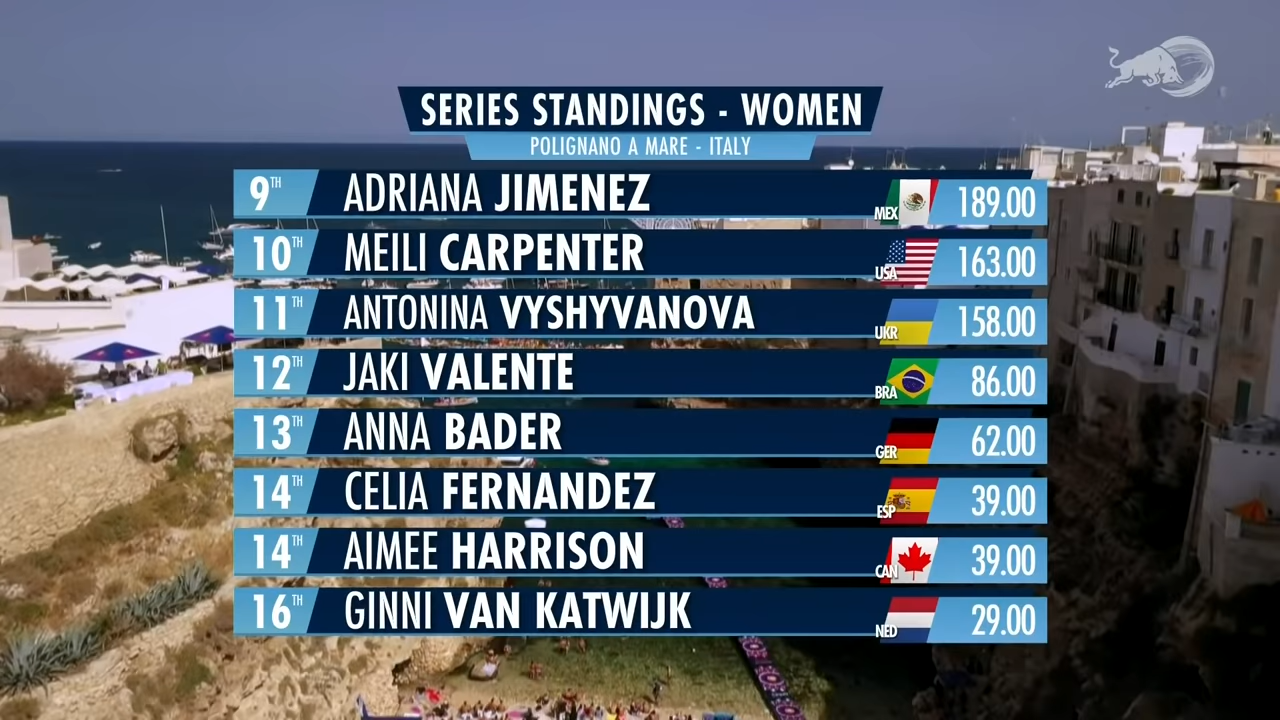 SERIES STANDINGS - WOMEN
POLIGNANO A MARE - ITALY
9TH ADRIANA JIMENEZ MEX 189.00
10TH MEILI CARPENTER USA 163.00
11TH ANTONINA VYSHYVANOVA UKR 158.00
12TH JAKI VALENTE BRA 86.00
13TH ANNA BADER GER 62.00
14TH CELIA FERNANDEZ ESP 39.00
14TH AIMEE HARRISON CAN 39.00
16TH GINNI VAN KATWIJK NED 29.00